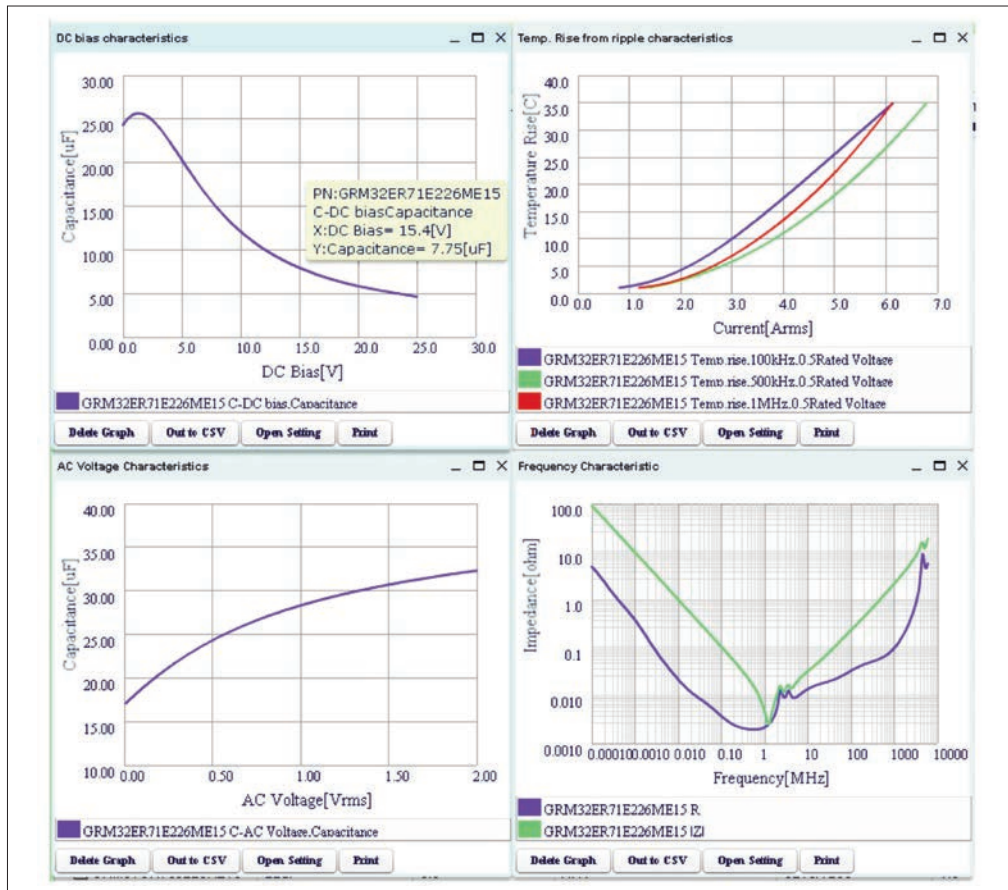 DC bias characteristics
30.00
25.00
20.00
15.00
10.00
5.00
0.00
0.0 5.0 10.0 15.0 20.0 25.0 30.0
Capacitance[uF]
DC Bias[V]
PN:GRM32ER71E226ME15
C-DC biasCapacitance
X:DC Bias= 15.4[V]
Y:Capacitance= 7.75[uF]
GRM32ER71E226ME15 C-DC bias.Capacitance
Delete Graph Out to CSV Open Setting Print
Temp. Rise from ripple characteristics
40.0
35.0
30.0
25.0
20.0
15.0
10.0
5.0
0.0
0.0 1.0 2.0 3.0 4.0 5.0 6.0 7.0
Temperature Rise[C]
Current[Arms]
GRM32ER71E226ME15 Temp.rise.100kHz.0.5Rated Voltage
GRM32ER71E226ME15 Temp.rise.500kHz.0.5Rated Voltage
GRM32ER71E226ME15 Temp.rise.1MHz.0.5Rated Voltage
Delete Graph Out to CSV Open Setting Print
AC Voltage Characteristics
40.00
35.00
30.00
25.00
20.00
15.00
10.00
0.00 0.50 1.00 1.50 2.00
Capacitance[uF]
AC Voltage[Vrms]
GRM32ER71E226ME15 C-AC Voltage.Capacitance
Delete Graph Out to CSV Open Setting Print
Frequency Characteristic
100.0
10.0
1.0
0.1
0.010
0.0010
0.00010 0.0010 0.010 0.10 1 10 100 1000 10000
Impedance[ohm]
Frequency[MHz]
GRM32ER71E226ME15 R
GRM32ER71E226ME15 |Z|
Delete Graph Out to CSV Open Setting Print